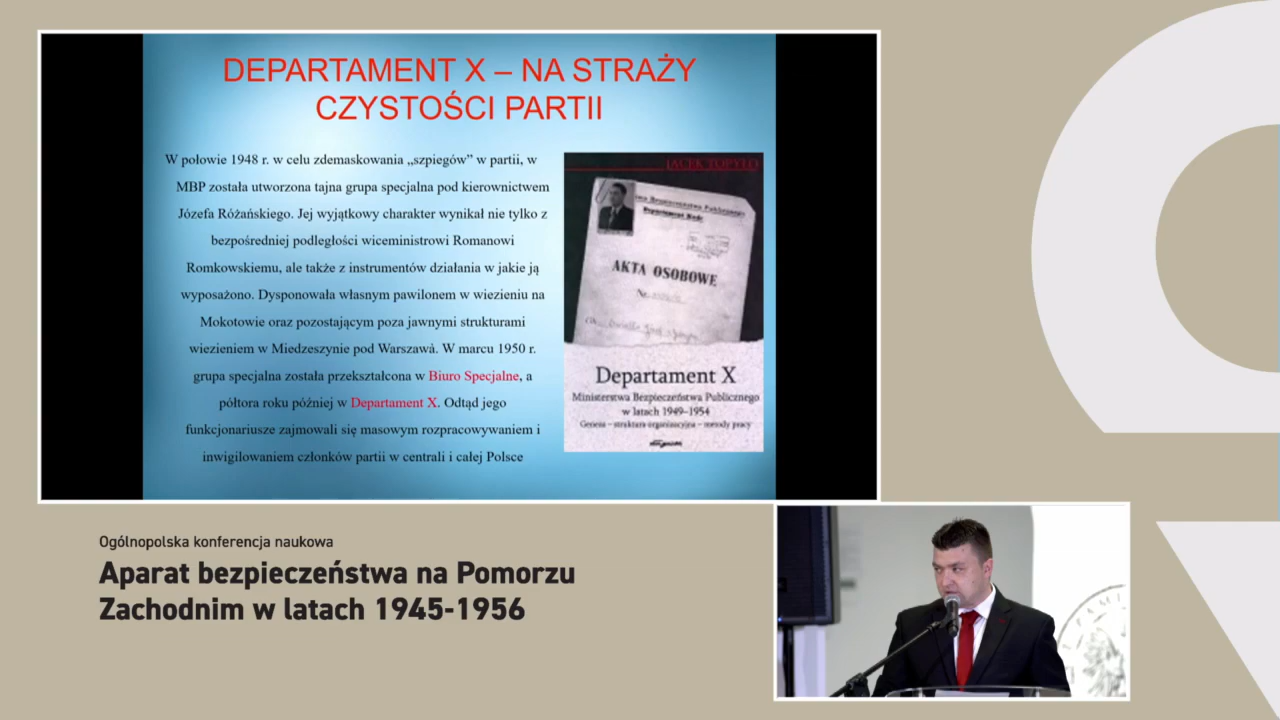 DEPARTAMENT X – NA STRAŻY
CZYSTOŚCI PARTII
W połowie 1948 r. w celu zdemaskowania „szpiegów” w partii, w
MBP została utworzona tajna grupa specjalna pod kierownictwem
Józefa Różańskiego. Jej wyjątkowy charakter wynikał nie tylko z
bezpośredniej podległości wiceministrowi Romanowi
Romkowskiemu, ale także z instrumentów działania w jakie ją
wyposażono. Dysponowała własnym pawilonem w wiezieniu na
Mokotowie oraz pozostającym poza jawnymi strukturami
wiezieniem w Miedzeszynie pod Warszawą. W marcu 1950 r.
grupa specjalna została przekształcona w Biuro Specjalne, a
półtora roku później w Departament X. Odtąd jego
funkcjonariusze zajmowali się masowym rozpracowywaniem i
inwigilowaniem członków partii w centrali i całej Polsce
JACEK TOPYŁO
Bezpieczeństwa Publicznego
Departament
AKTA OSOBOWE
Nr
Departament X
Ministerstwa Bezpieczeństwa Publicznego
w latach 1949–1954
Geneza – struktura organizacyjna – metody pracy
Ogólnopolska konferencja naukowa
Aparat bezpieczeństwa na Pomorzu
Zachodnim w latach 1945-1956